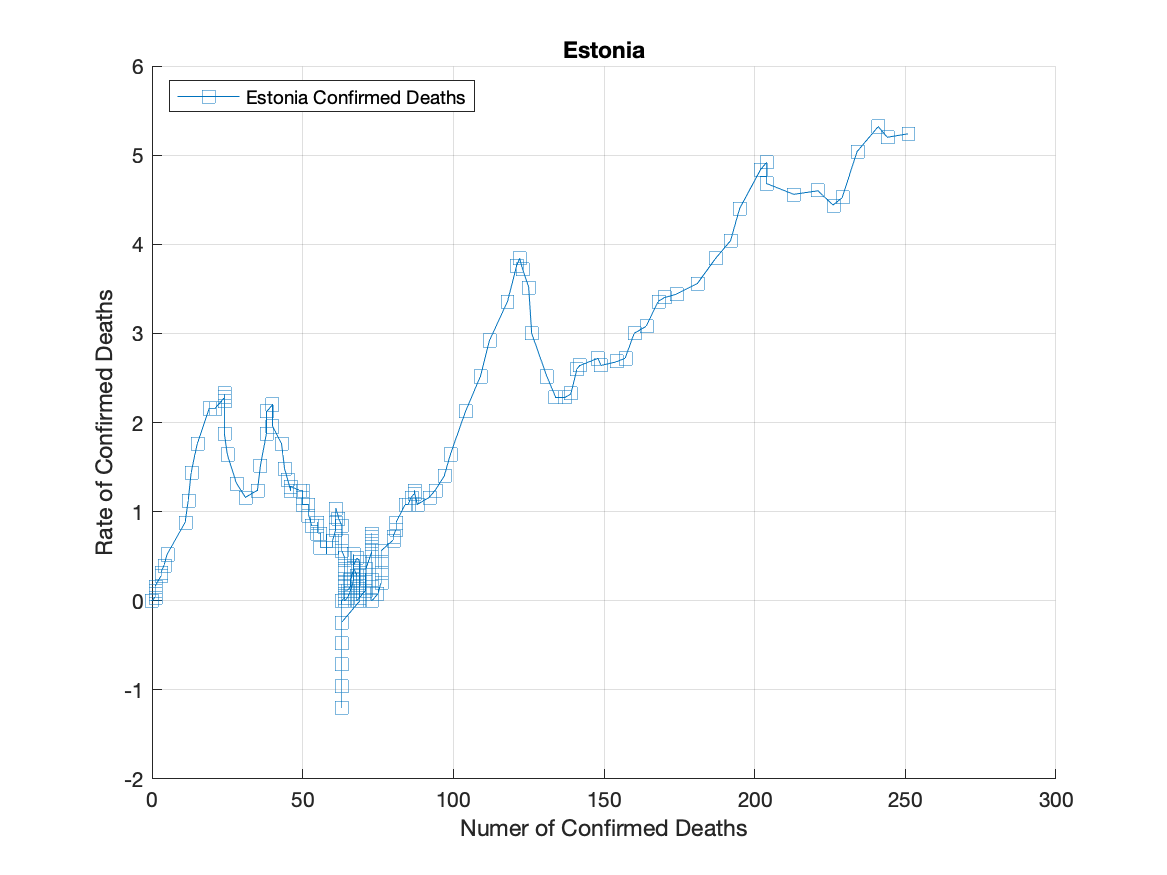 Estonia
Estonia Confirmed Deaths
6
5
4
3
2
1
0
-1
-2
Rate of Confirmed Deaths
0 50 100 150 200 250 300
Numer of Confirmed Deaths